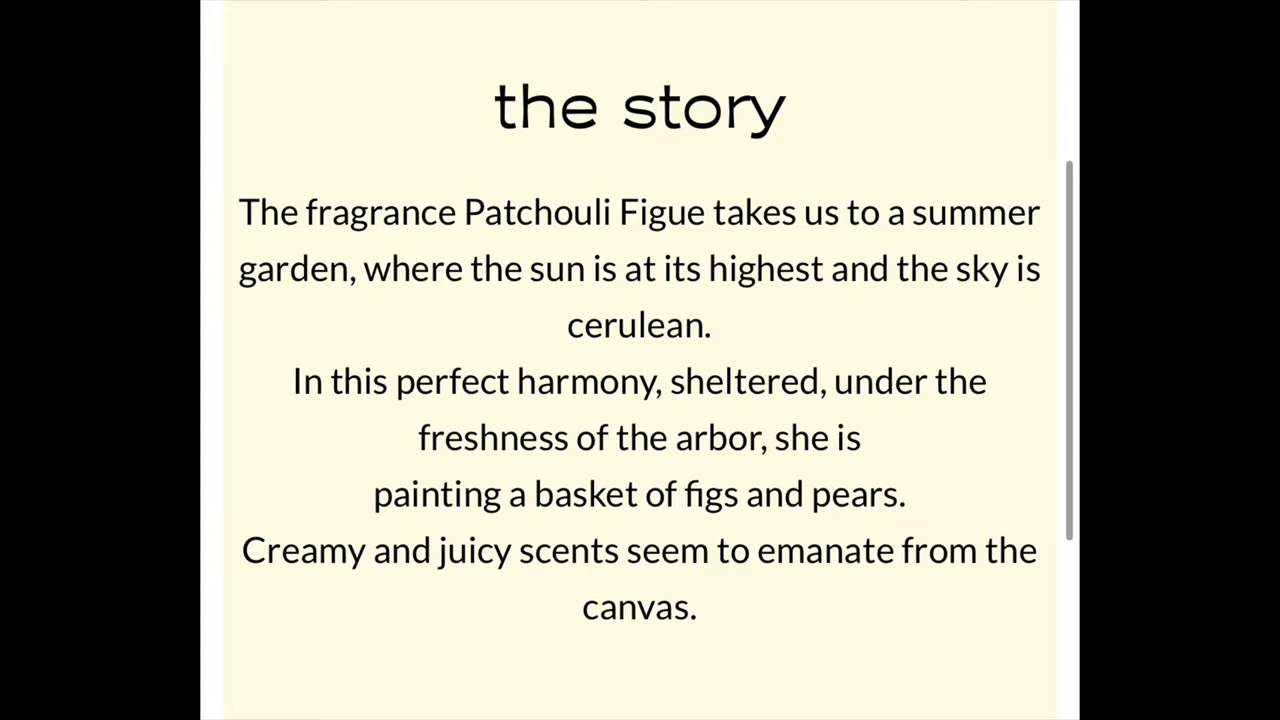 the story
The fragrance Patchouli Figue takes us to a summer
garden, where the sun is at its highest and the sky is
cerulean.
In this perfect harmony, sheltered, under the
freshness of the arbor, she is
painting a basket of figs and pears.
Creamy and juicy scents seem to emanate from the
canvas.